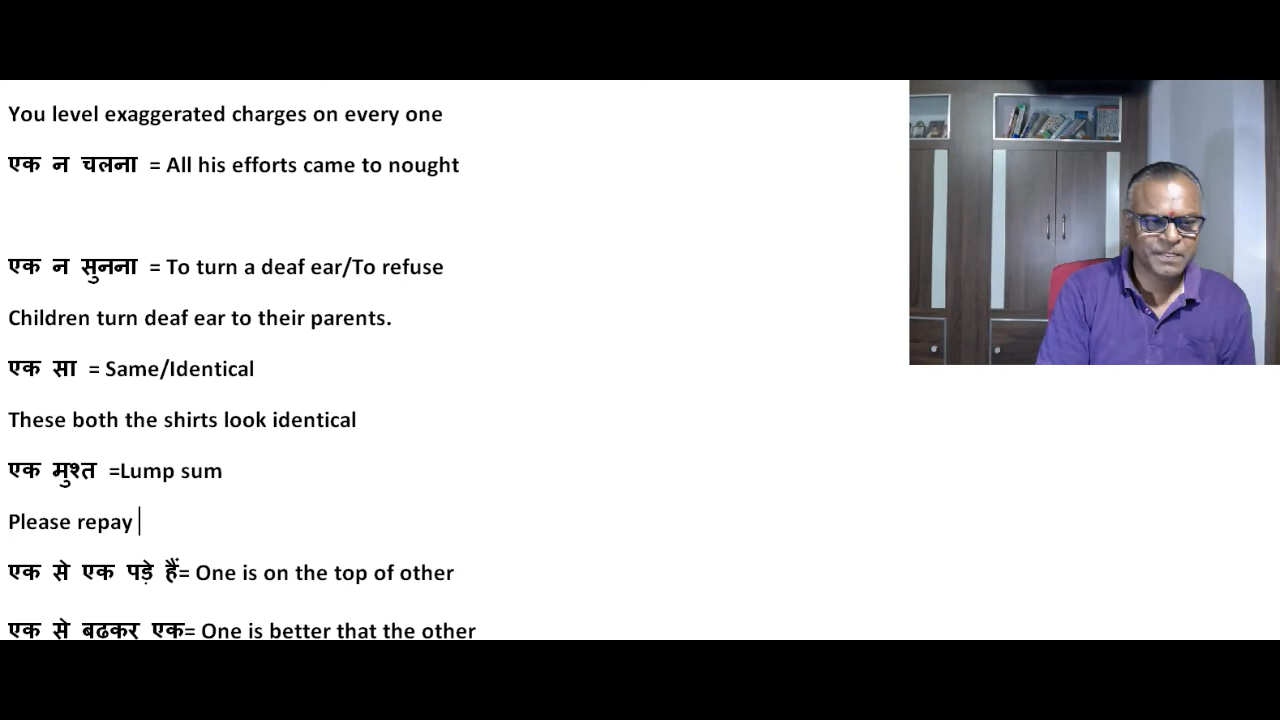 You level exaggerated charges on every one
एक न चलना = All his efforts came to nought
एक न सुनना = To turn a deaf ear/To refuse
Children turn deaf ear to their parents.
एक सा = Same/Identical
These both the shirts look identical
एक मुश्त =Lump sum
Please repay
एक से एक पड़े हैं= One is on the top of other
एक से बढकर एक= One is better that the other